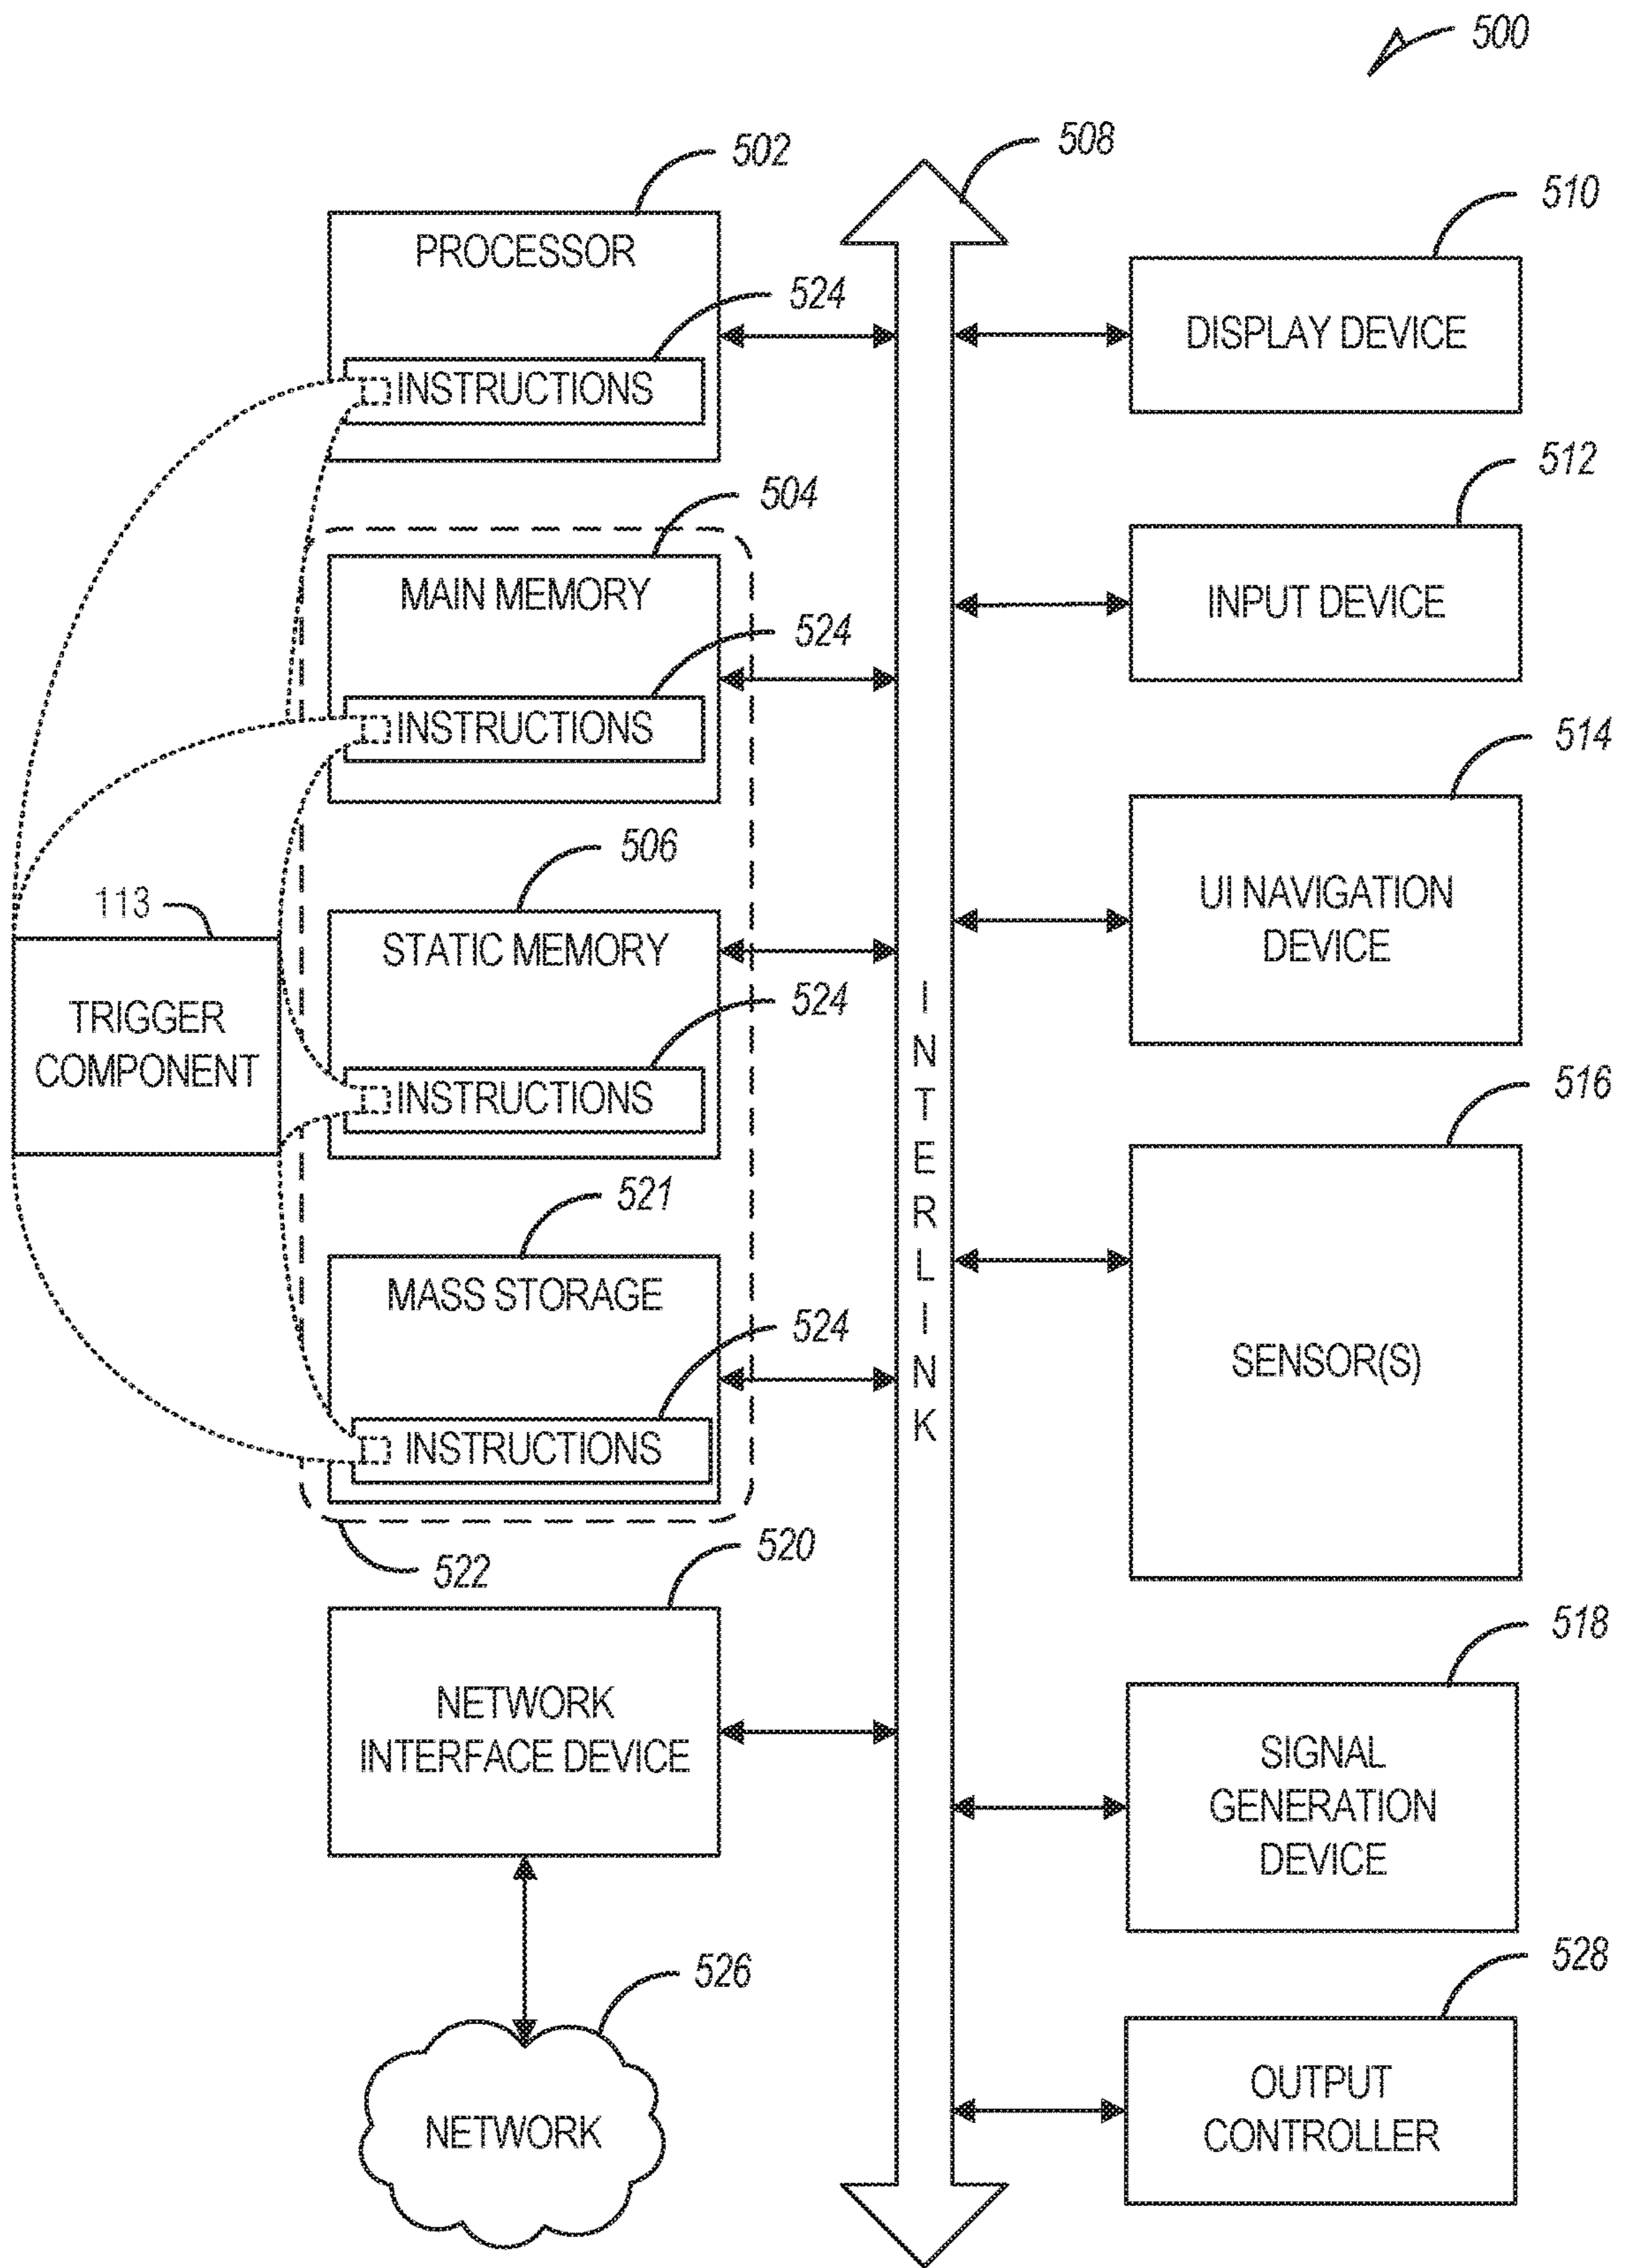 500
502
508
510
PROCESSOR
524
INSTRUCTIONS
DISPLAY DEVICE
504
512
MAIN MEMORY
524
INSTRUCTIONS
INPUT DEVICE
506
514
113
STATIC MEMORY
524
INSTRUCTIONS
UI NAVIGATION
DEVICE
TRIGGER
COMPONENT
516
521
MASS STORAGE
524
INSTRUCTIONS
INTERLINK
SENSOR(S)
522
520
518
NETWORK
INTERFACE DEVICE
SIGNAL
GENERATION
DEVICE
526
528
NETWORK
OUTPUT
CONTROLLER